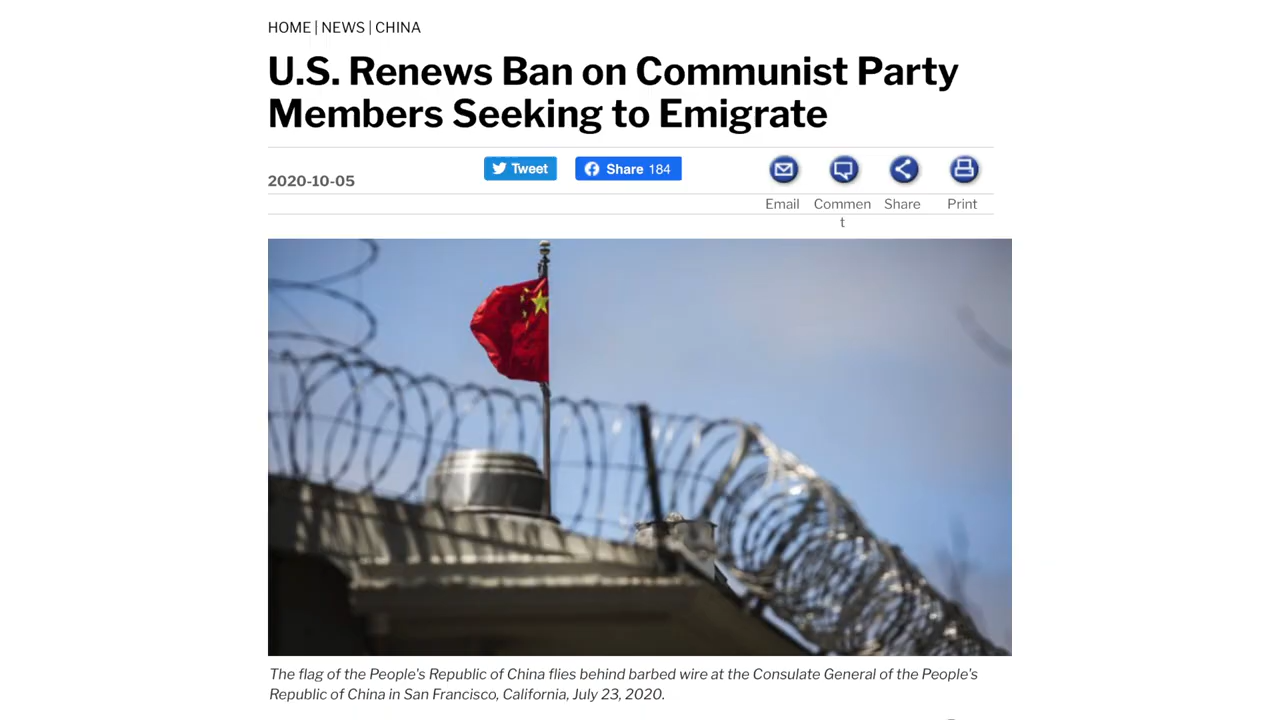 HOME | NEWS | CHINA
U.S. Renews Ban on Communist Party
Members Seeking to Emigrate
2020-10-05
Tweet
Share 184
Email
Commen
t
Share
Print
The flag of the People's Republic of China flies behind barbed wire at the Consulate General of the People's
Republic of China in San Francisco, California, July 23, 2020.